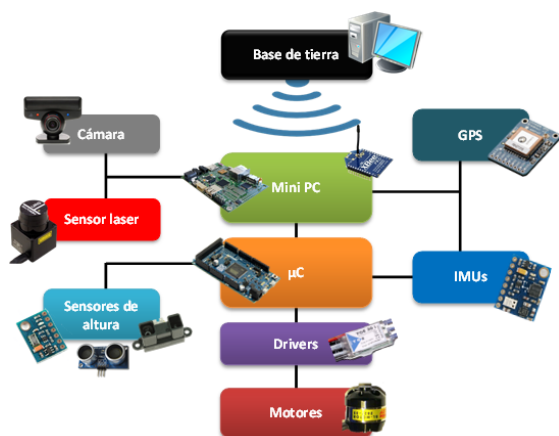 Base de tierra
Cámara
GPS
Mini PC
Sensor laser
µC
IMUs
Sensores de
altura
Drivers
Motores